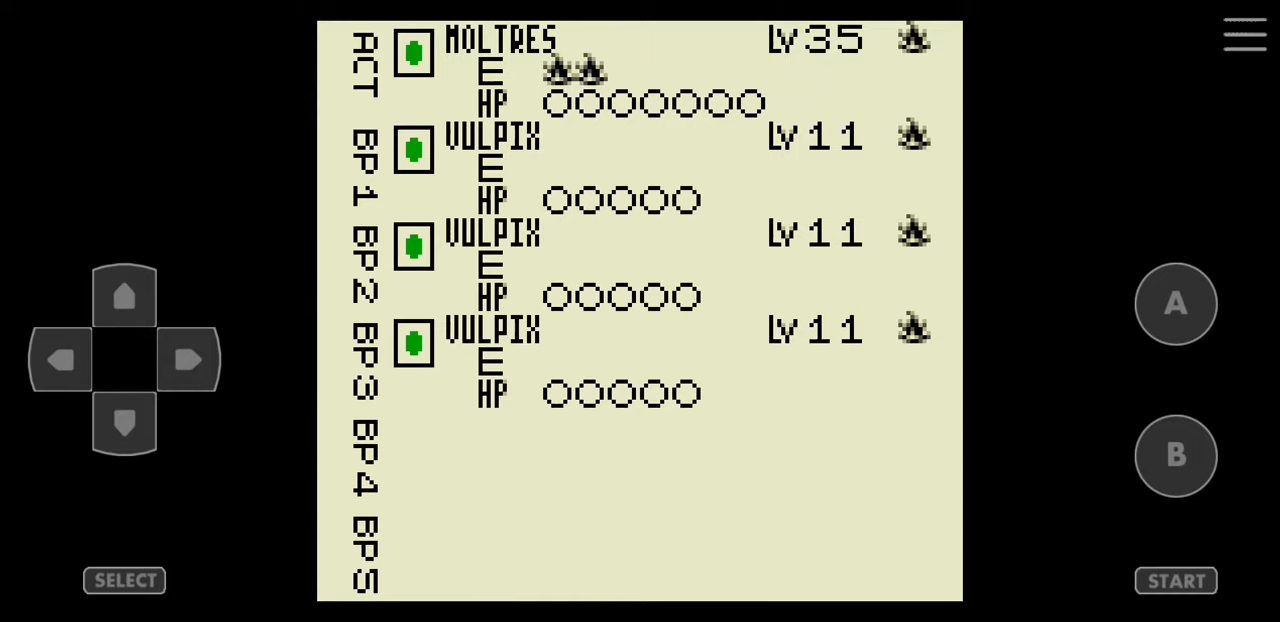 ACT MOLTRES Lv35
E
HP
BP1 VULPIX Lv11
E
HP
BP2 VULPIX Lv11
E
HP
BP3 VULPIX Lv11
E
HP
BP4
BP5
A
B
SELECT
START